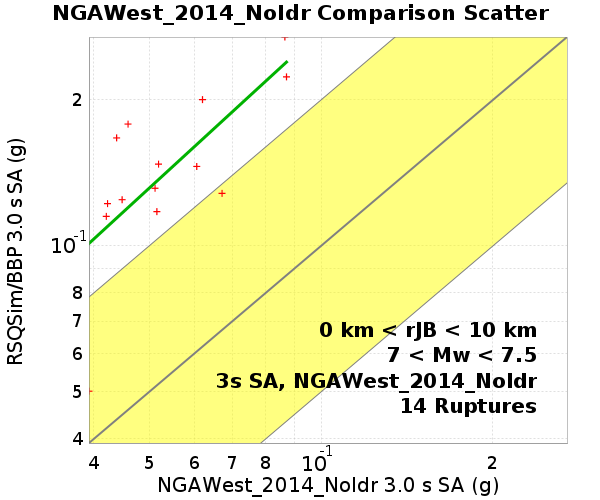 NGAWest_2014_NoIdr Comparison Scatter
RSQSim/BBP 3.0 s SA (g)
2
10-1
8
7
6
5
4
0 km < rJB < 10 km
7 < Mw < 7.5
3s SA, NGAWest_2014_NoIdr
14 Ruptures
4 5 6 7 8 10-1 2
NGAWest_2014_NoIdr 3.0 s SA (g)